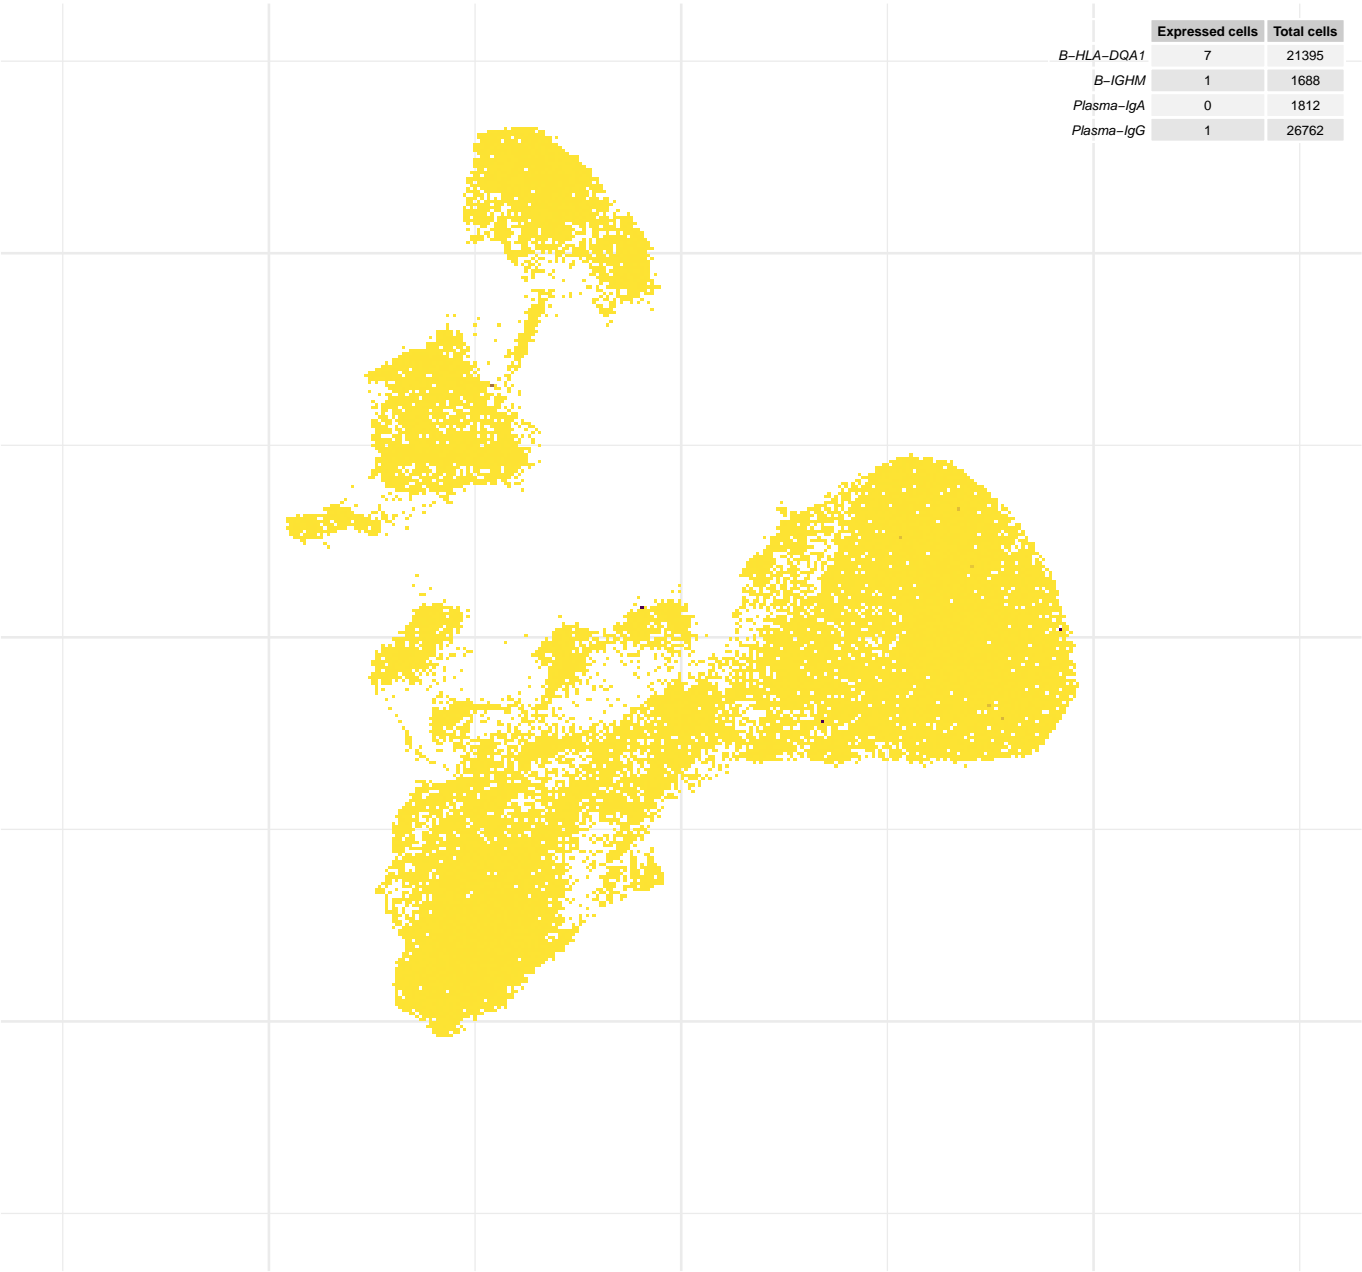 Expressed cells Total cells
B−HLA−DQA1 7 21395
B−IGHM 1 1688
Plasma−IgA 0 1812
Plasma−IgG 1 26762